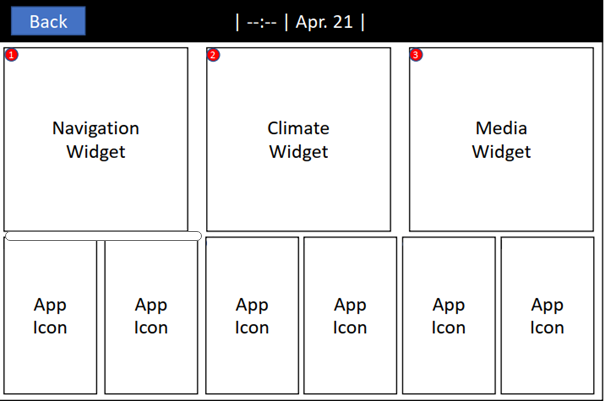 Back
| --:-- | Apr. 21 |
1
2
3
Navigation
Widget
Climate
Widget
Media
Widget
App
Icon
App
Icon
App
Icon
App
Icon
App
Icon
App
Icon